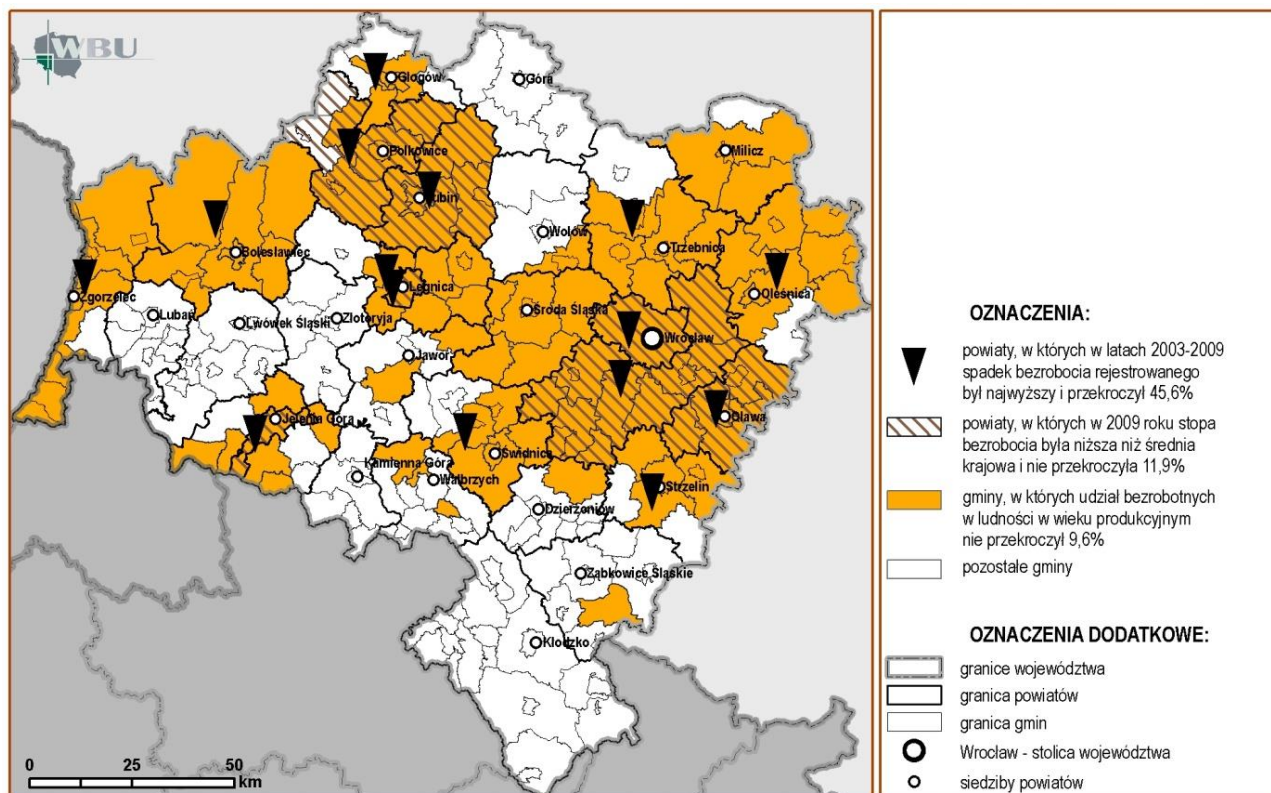 WBU
Głogów
Góra
Polkowice
Milicz
Lubin
Wołów
Trzebnica
Bolesławiec
Legnica
Oleśnica
Zgorzelec
Środa Śląska
Lubań
Lwówek Śląski
Złotoryja
Wrocław
Jawor
Jelenia Góra
Oława
Świdnica
Kamienna Góra
Wałbrzych
Strzelin
Dzierżoniów
Ząbkowice Śląskie
Kłodzko
0 25 50
km
OZNACZENIA:
powiaty, w których w latach 2003-2009
spadek bezrobocia rejestrowanego
był najwyższy i przekroczył 45,6%
powiaty, w których w 2009 roku stopa
bezrobocia była niższa niż średnia
krajowa i nie przekroczyła 11,9%
gminy, w których udział bezrobotnych
w ludności w wieku produkcyjnym
nie przekroczył 9,6%
pozostałe gminy
OZNACZENIA DODATKOWE:
granice województwa
granica powiatów
granica gmin
Wrocław - stolica województwa
siedziby powiatów